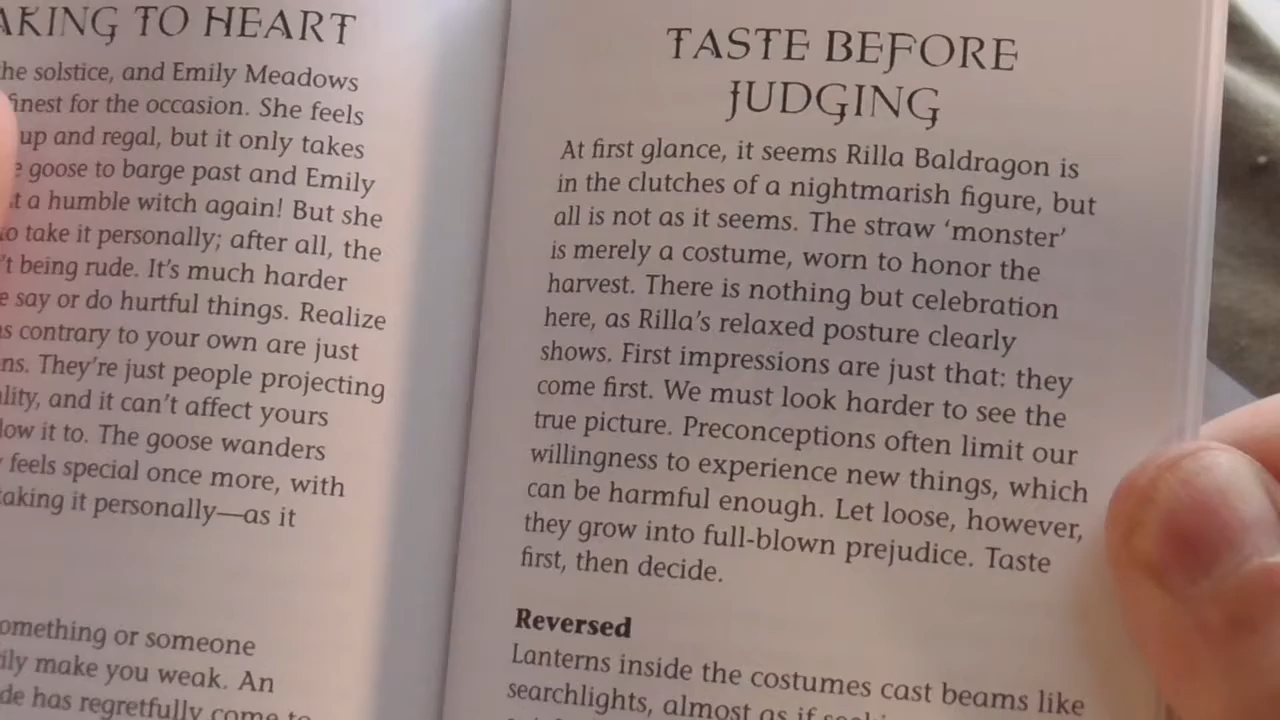 AKING TO HEART
he solstice, and Emily Meadows
finest for the occasion. She feels
up and regal, but it only takes
e goose to barge past and Emily
t a humble witch again! But she
to take it personally; after all, the
't being rude. It's much harder
e say or do hurtful things. Realize
s contrary to your own are just
ns. They're just people projecting
lity, and it can't affect yours
low it to. The goose wanders
feels special once more, with
taking it personally—as it
omething or someone
ily make you weak. An
de has regretfully come to
TASTE BEFORE
JUDGING
At first glance, it seems Rilla Baldragon is
in the clutches of a nightmarish figure, but
all is not as it seems. The straw ‘monster’
is merely a costume, worn to honor the
harvest. There is nothing but celebration
here, as Rilla's relaxed posture clearly
shows. First impressions are just that: they
come first. We must look harder to see the
true picture. Preconceptions often limit our
willingness to experience new things, which
can be harmful enough. Let loose, however,
they grow into full-blown prejudice. Taste
first, then decide.
Reversed
Lanterns inside the costumes cast beams like
searchlights, almost as if